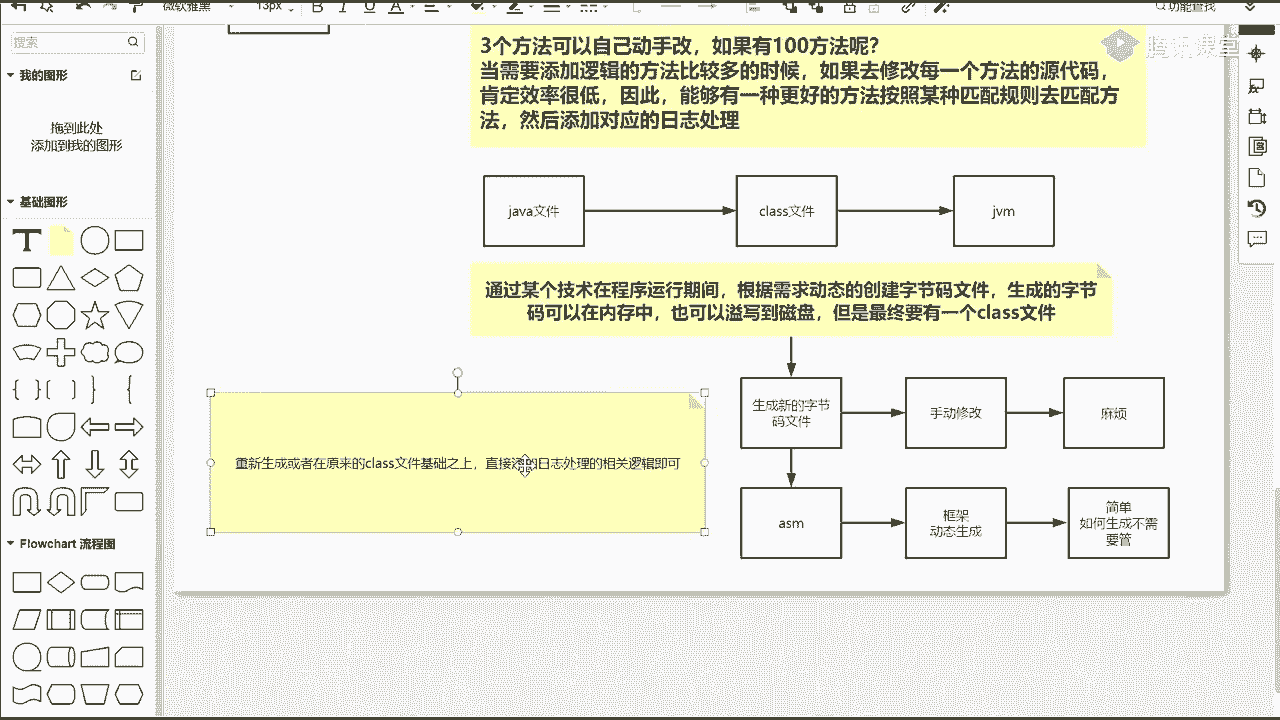 微软雅黑
13px
B
功能查找
搜索
我的图形
拖到此处
添加到我的图形
基础图形
Flowchart 流程图
腾讯课堂
3个方法可以自己动手改，如果有100方法呢？
当需要添加逻辑的方法比较多的时候，如果去修改每一个方法的源代码，
肯定效率很低，因此，能够有一种更好的方法按照某种匹配规则去匹配方
法，然后添加对应的日志处理
java文件
class文件
jvm
通过某个技术在程序运行期间，根据需求动态的创建字节码文件，生成的字节
码可以在内存中，也可以溢写到磁盘，但是最终要有一个class文件
生成新的字节
码文件
手动修改
麻烦
重新生成或者在原来的class文件基础之上，直接添的日志处理的相关逻辑即可
asm
框架
动态生成
简单
如何生成不需
要管